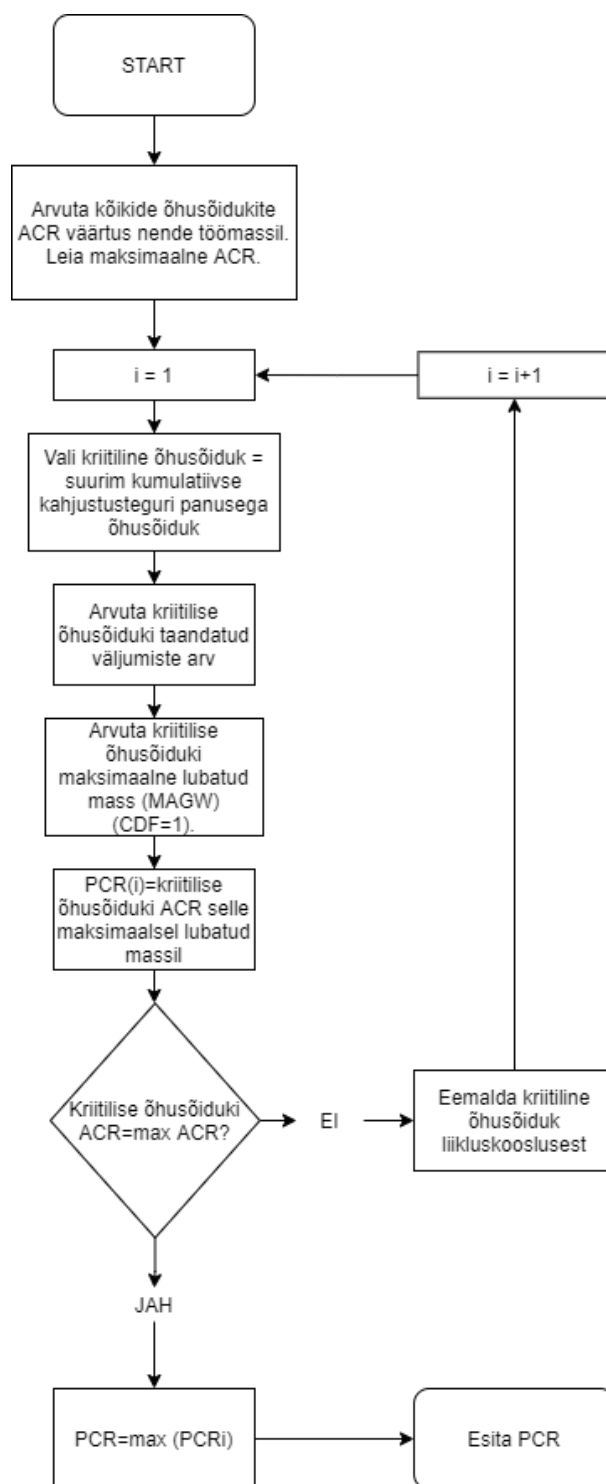 START
Arvuta kõikide õhusõidukite
ACR väärtus nende töömassil.
Leia maksimaalne ACR.
i = 1
i = i+1
Vali kriitiline õhusõiduk =
suurim kumulatiivse
kahjustusteguri panusega
õhusõiduk
Arvuta kriitilise
õhusõiduki taandatud
väljumiste arv
Arvuta kriitilise
õhusõiduki
maksimaalne lubatud
mass (MAGW)
(CDF=1).
PCR(i)=kriitilise
õhusõiduki ACR selle
maksimaalsel lubatud
massil
Kriitilise õhusõiduki
ACR=max ACR?
EI
Eemalda kriitiline
õhusõiduk
liikluskooslusest
JAH
PCR=max (PCRi)
Esita PCR